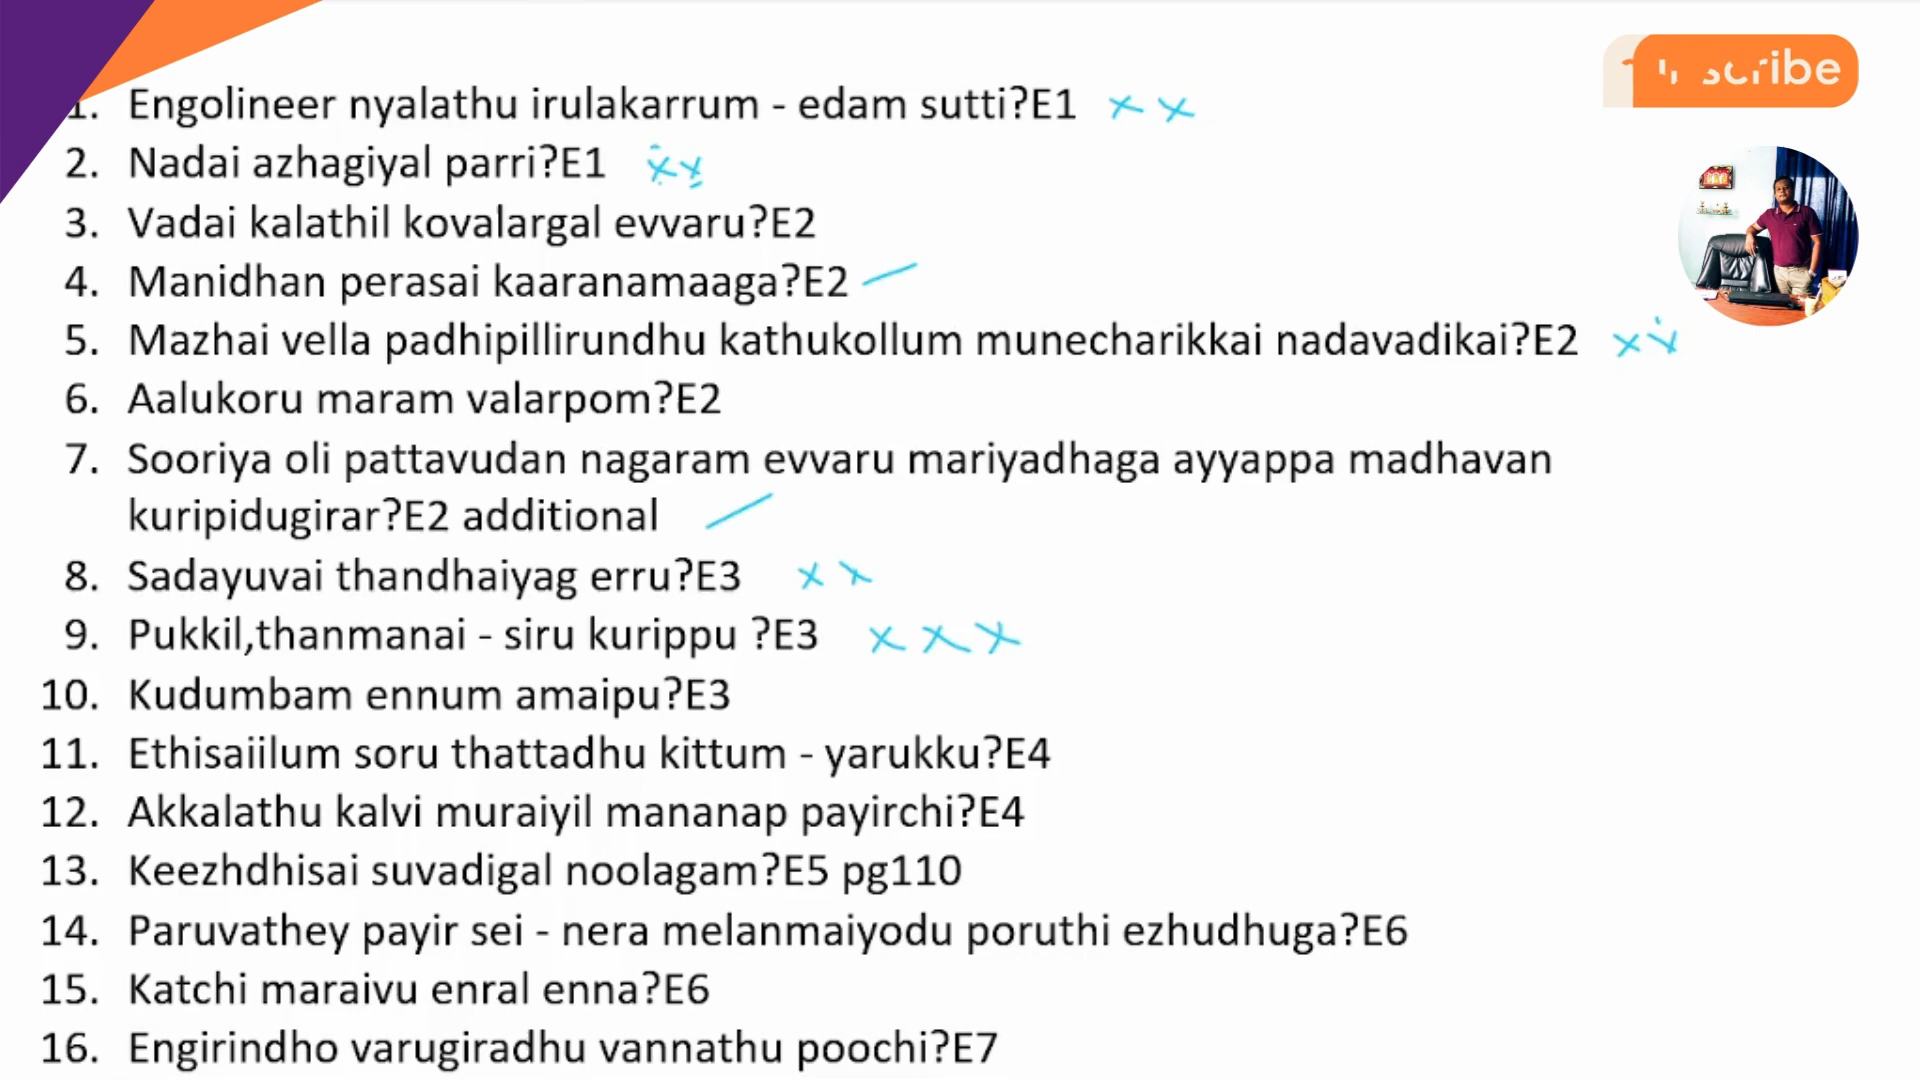 scribe
1. Engolineer nyalathu irulakarrum - edam sutti?E1 x x
2. Nadai azhagiyal parri?E1 x x
3. Vadai kalathil kovalargal evvaru?E2
4. Manidhan perasai kaaranamaaga?E2
5. Mazhai vella padhipillirundhu kathukollum munecharikkai nadavadikai?E2 x x
6. Aalukoru maram valarpom?E2
7. Sooriya oli pattavudan nagaram evvaru mariyadhaga ayyappa madhavan
kuripidugirar?E2 additional
8. Sadayuvai thandhaiyag erru?E3 x x
9. Pukkil,thanmanai - siru kurippu ?E3 x x x
10. Kudumbam ennum amaipu?E3
11. Ethisaiilum soru thattadhu kittum - yarukku?E4
12. Akkalathu kalvi muraiyil mananap payirchi?E4
13. Keezhdhisai suvadigal noolagam?E5 pg110
14. Paruvathey payir sei - nera melanmaiyodu poruthi ezhudhuga?E6
15. Katchi maraivu enral enna?E6
16. Engirindho varugiradhu vannathu poochi?E7